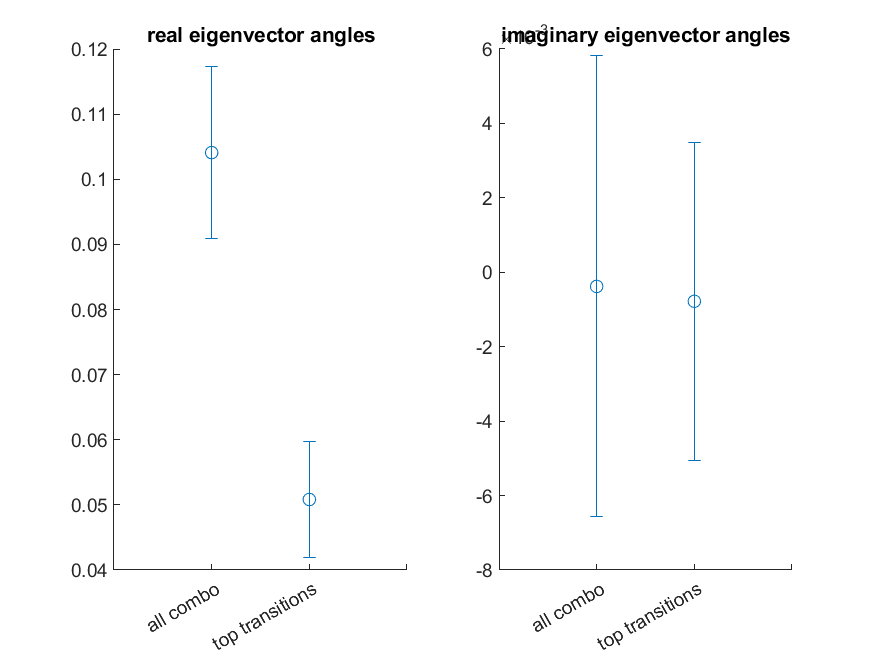 real eigenvector angles
0.12
0.11
0.1
0.09
0.08
0.07
0.06
0.05
0.04
all combo
top transitions
imaginary eigenvector angles
6
4
2
0
-2
-4
-6
-8
all combo
top transitions